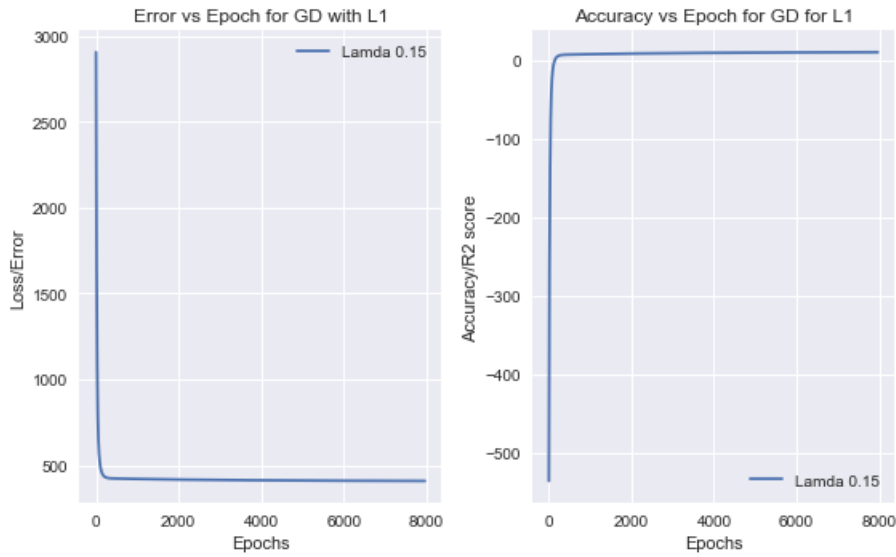 Error vs Epoch for GD with L1
3000
2500
2000
1500
1000
500
0
2000
4000
6000
8000
Loss/Error
Epochs
Lamda 0.15
Accuracy vs Epoch for GD for L1
0
−100
−200
−300
−400
−500
0
2000
4000
6000
8000
Accuracy/R2 score
Epochs
Lamda 0.15